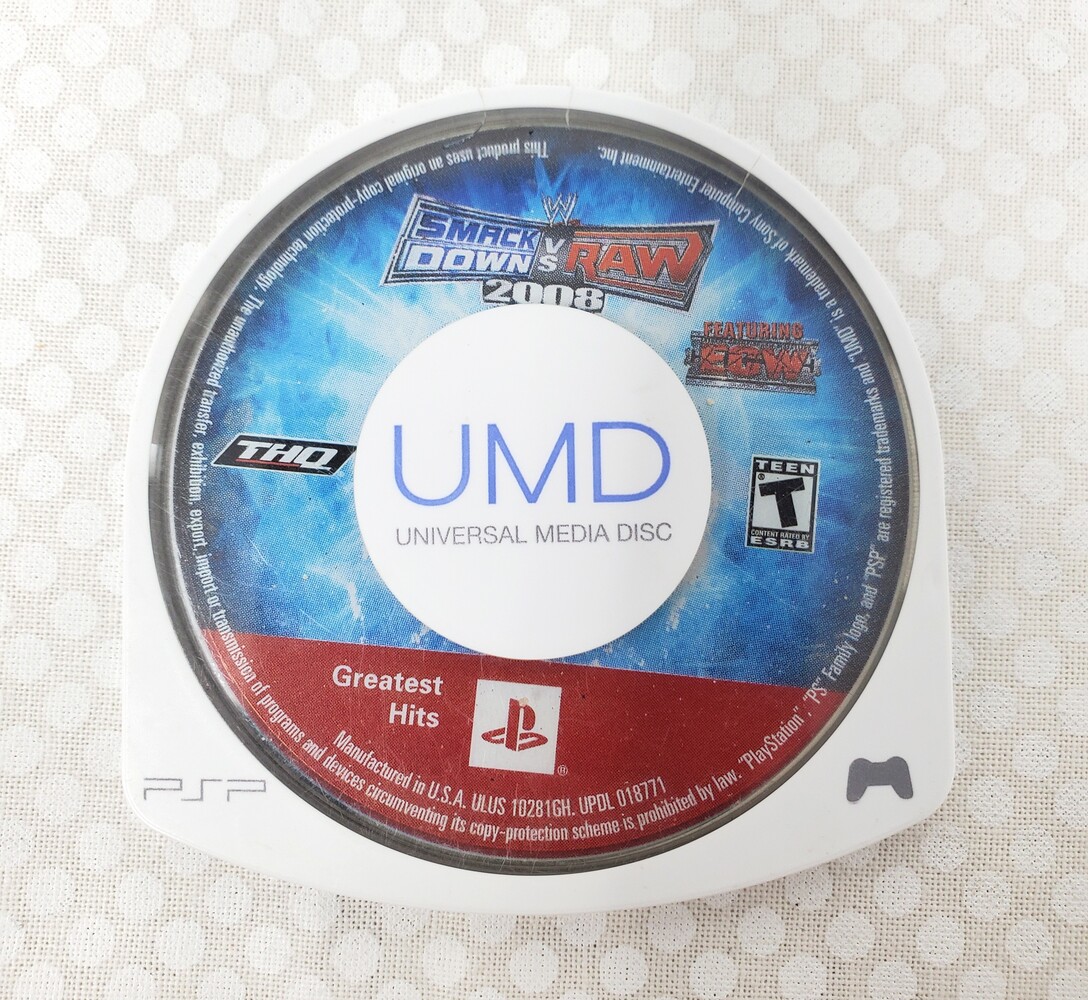 W
SMACK
DOWN
VS
RAW
2008
FEATURING
ECW
THQ
TEEN
T
®
CONTENT RATED BY
ESRB
UMD
UNIVERSAL MEDIA DISC
Greatest
Hits
®
Manufactured in U.S.A. ULUS 10281GH. UPDL 018771
This product uses an original copy-protection technology. The unauthorized transfer, exhibition, export, import or transmission of programs and devices circumventing its copy-protection scheme is prohibited by law. "PlayStation", "PS" Family logo, and "PSP" are registered trademarks and "UMD" is a trademark of Sony Computer Entertainment Inc.
PSP